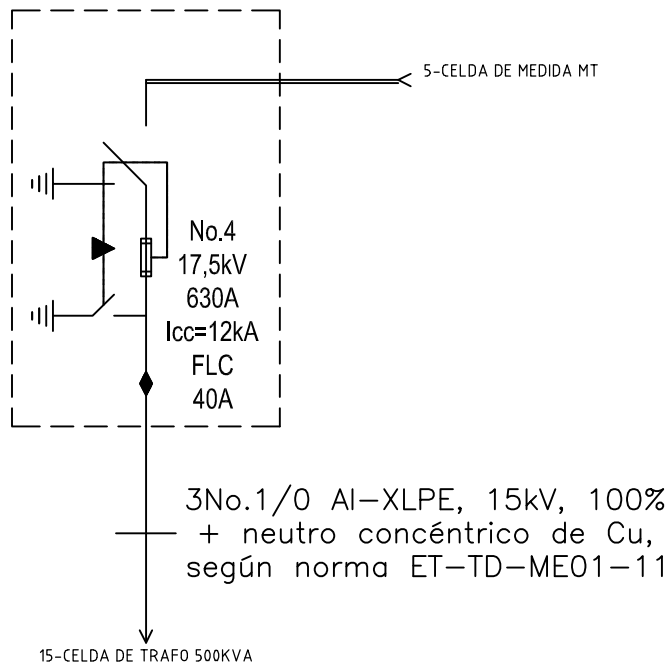 5-CELDA DE MEDIDA MT
No.4
17,5kV
630A
Icc=12kA
FLC
40A
3No.1/0 Al-XLPE, 15kV, 100%
+ neutro concéntrico de Cu,
según norma ET-TD-ME01-11
15-CELDA DE TRAFO 500KVA